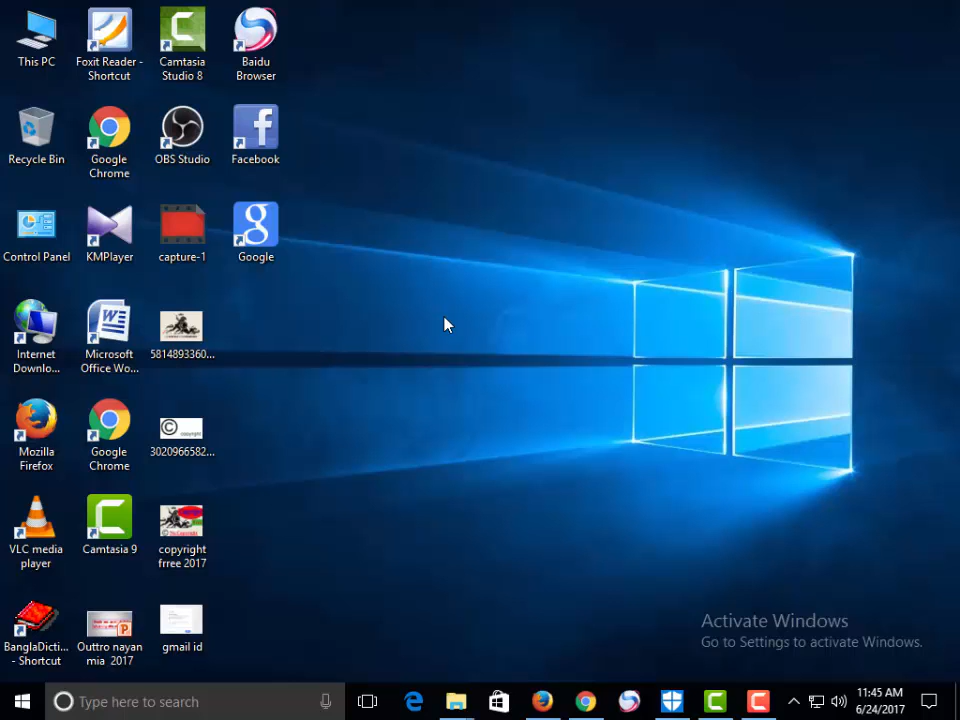 This PC
Foxit Reader - Shortcut
Camtasia Studio 8
Baidu Browser
Recycle Bin
Google Chrome
OBS Studio
Facebook
Control Panel
KMPlayer
capture-1
Google
Internet Downlo...
Microsoft Office Wo...
5814893360...
Mozilla Firefox
Google Chrome
3020966582...
VLC media player
Camtasia 9
copyright frree 2017
BanglaDicti... - Shortcut
Outtro nayan mia 2017
gmail id
Activate Windows
Go to Settings to activate Windows.
Type here to search
11:45 AM
6/24/2017